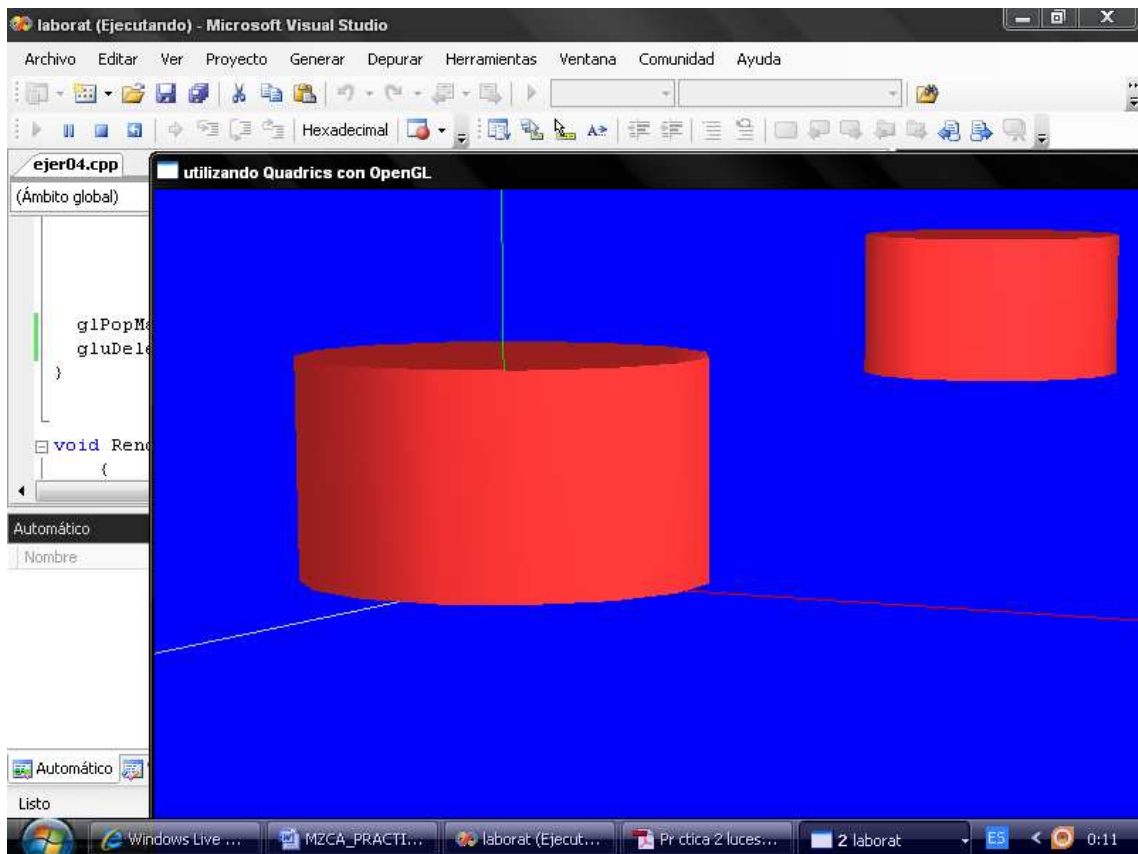 laborat (Ejecutando) - Microsoft Visual Studio
Archivo Editar Ver Proyecto Generar Depurar Herramientas Ventana Comunidad Ayuda
Hexadecimal
ejer04.cpp
utilizando Quadrics con OpenGL
(Ámbito global)
glPopMa
gluDele
}
void Rend
{
Automático
Nombre
Automático
Listo
Windows Live ... MZCA_PRACTI... laborat (Ejecut... Pr ctica 2 luces... 2 laborat ES < 0:11